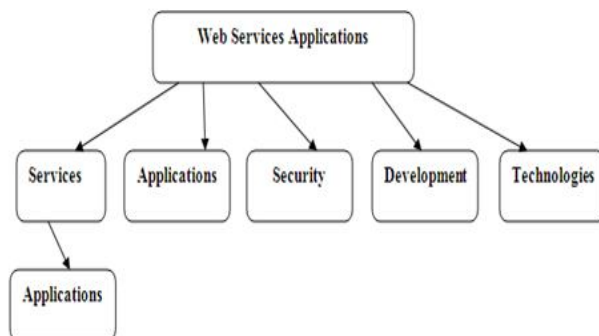 Web Services Applications
Services
Applications
Security
Development
Technologies
Applications